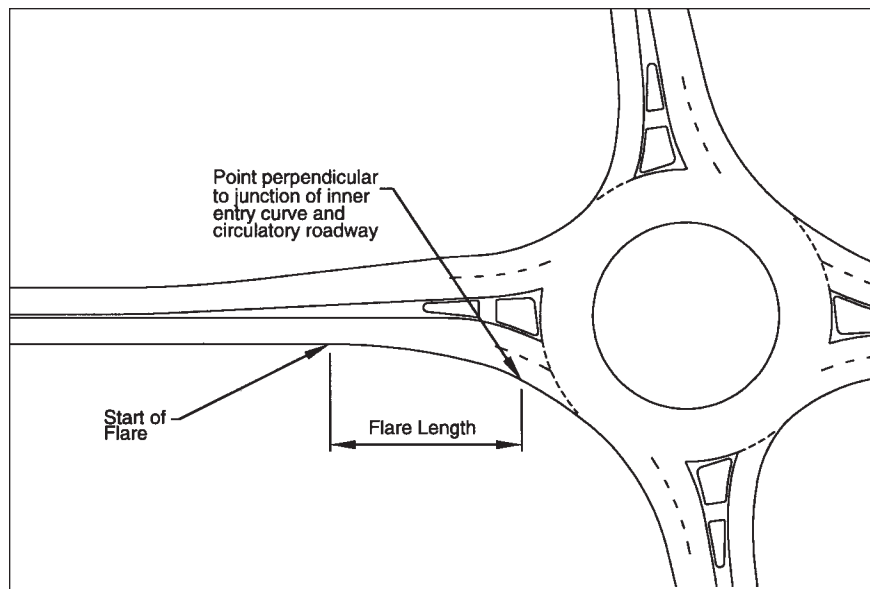 Point perpendicular
to junction of inner
entry curve and
circulatory roadway
Start of
Flare
Flare Length